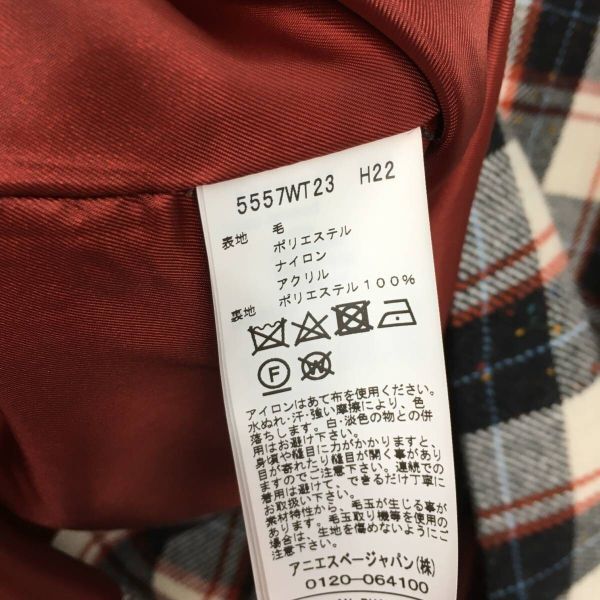 5557WT23 H22
表地 毛
ポリエステル
ナイロン
アクリル
裏地 ポリエステル100%
F W
アイロンはあて布を使用ください。
水ぬれ・汗・強い摩擦により、色
落ちします。白・淡色の物との併
用はお避け下さい。
身頃や縫目に力がかかりますと、
目が寄れたり縫目が開く事があり
ますのでご注意下さい。連続での
着用は避けて、できるだけ丁寧に
お取扱い下さい。
素材特性から、毛玉が生じる事が
あります。毛玉取り機等を使用の
場合は、生地を傷めないようにご
注意下さい。
アニエスベージャパン(株)
0120-064100